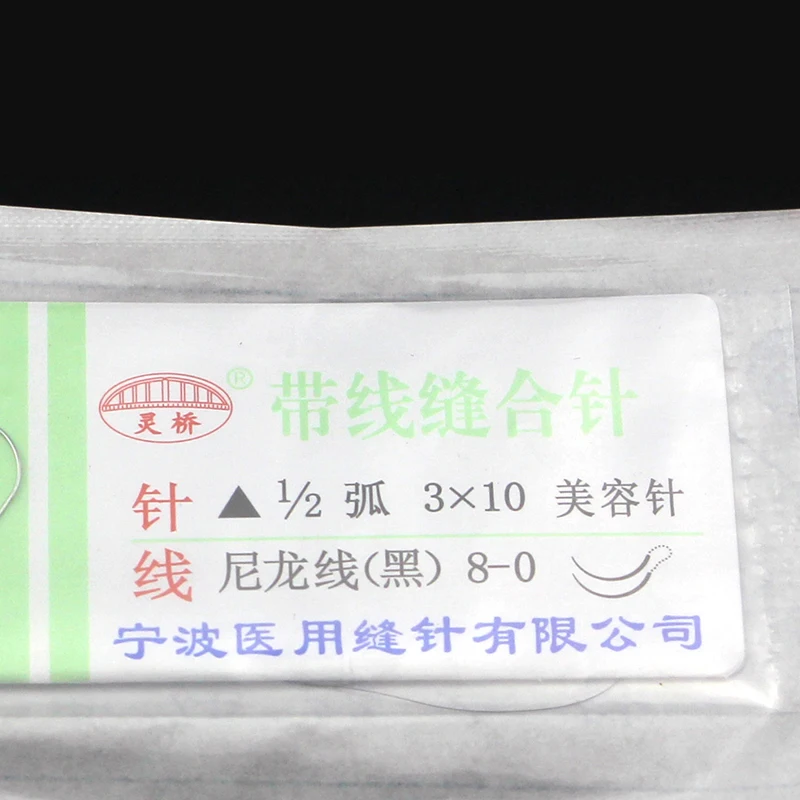 灵桥® 带线缝合针
针 ▲ 1/2 弧 3×10 美容针
线 尼龙线(黑) 8-0
宁波医用缝针有限公司